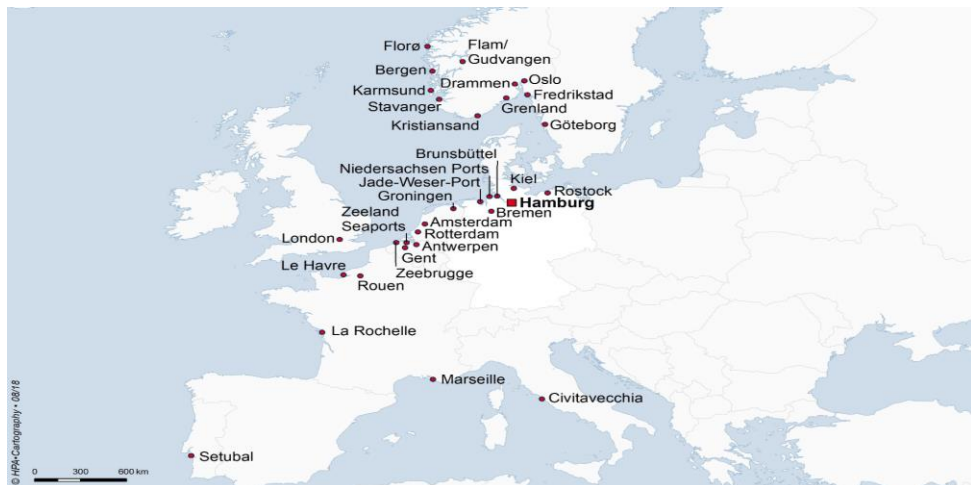 Florø
Flam/
Gudvangen
Bergen
Drammen
Oslo
Karmsund
Fredrikstad
Stavanger
Grenland
Kristiansand
Göteborg
Brunsbüttel
Niedersachsen Ports
Kiel
Jade-Weser-Port
Rostock
Groningen
Hamburg
Zeeland
Seaports
Bremen
Amsterdam
Rotterdam
London
Antwerpen
Gent
Le Havre
Zeebrugge
Rouen
La Rochelle
Marseille
Civitavecchia
Setubal
0 300 600 km
© HPA•Cartography • 08/18